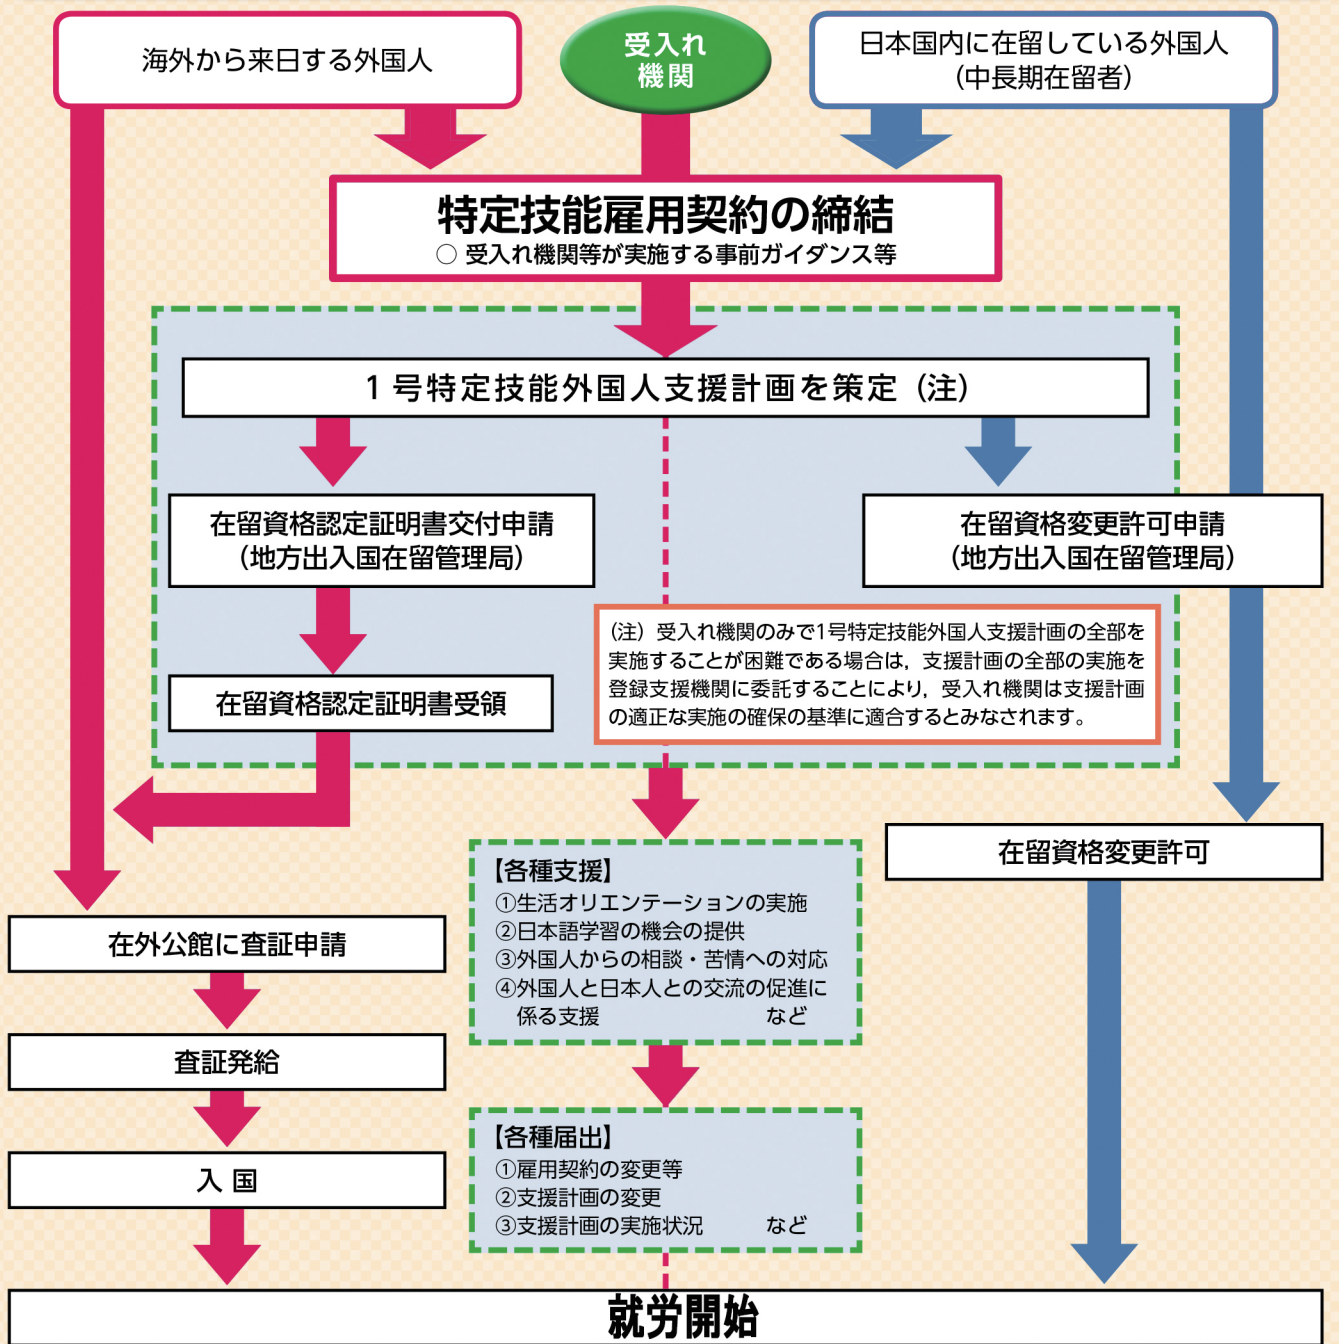 海外から来日する外国人
受入れ
機関
日本国内に在留している外国人
（中長期在留者）
特定技能雇用契約の締結
○ 受入れ機関等が実施する事前ガイダンス等
1号特定技能外国人支援計画を策定（注）
在留資格認定証明書交付申請
（地方出入国在留管理局）
在留資格変更許可申請
（地方出入国在留管理局）
（注）受入れ機関のみで1号特定技能外国人支援計画の全部を
実施することが困難である場合は，支援計画の全部の実施を
登録支援機関に委託することにより，受入れ機関は支援計画
の適正な実施の確保の基準に適合するとみなされます。
在留資格認定証明書受領
在留資格変更許可
【各種支援】
①生活オリエンテーションの実施
②日本語学習の機会の提供
③外国人からの相談・苦情への対応
④外国人と日本人との交流の促進に
係る支援 など
在外公館に査証申請
査証発給
入国
【各種届出】
①雇用契約の変更等
②支援計画の変更
③支援計画の実施状況 など
就労開始